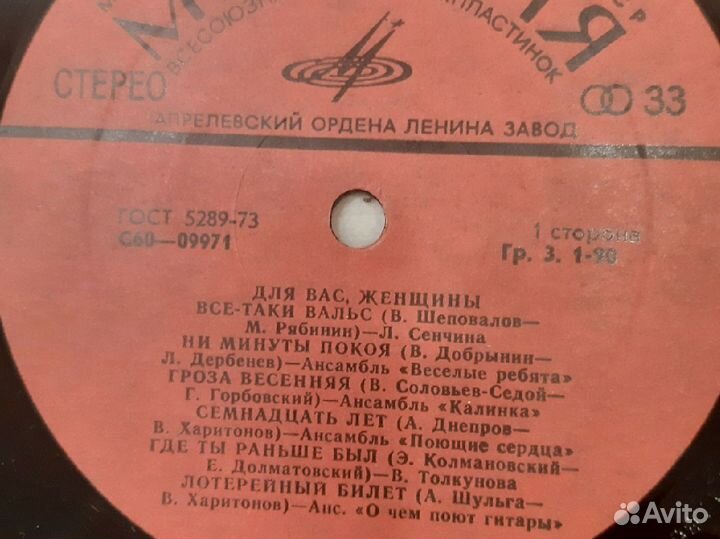 СТЕРЕО
ВСЕСОЮЗН
ПЛАСТИНОК
33
АПРЕЛЕВСКИЙ ОРДЕНА ЛЕНИНА ЗАВОД
ГОСТ 5289-73
С60—09971
1 сторона
Гр. 3. 1-90
ДЛЯ ВАС, ЖЕНЩИНЫ
ВСЕ-ТАКИ ВАЛЬС (В. Шеповалов—
М. Рябинин)—Л. Сенчина
НИ МИНУТЫ ПОКОЯ (В. Добрынин—
Л. Дербенев)—Ансамбль «Веселые ребята»
ГРОЗА ВЕСЕННЯЯ (В. Соловьев-Седой—
Г. Горбовский)—Ансамбль «Калинка»
СЕМНАДЦАТЬ ЛЕТ (А. Днепров—
В. Харитонов)—Ансамбль «Поющие сердца»
ГДЕ ТЫ РАНЬШЕ БЫЛ (Э. Колмановский—
Е. Долматовский)—В. Толкунова
ЛОТЕРЕЙНЫЙ БИЛЕТ (А. Шульга—
В. Харитонов)—Анс. «О чем поют гитары»
Avito